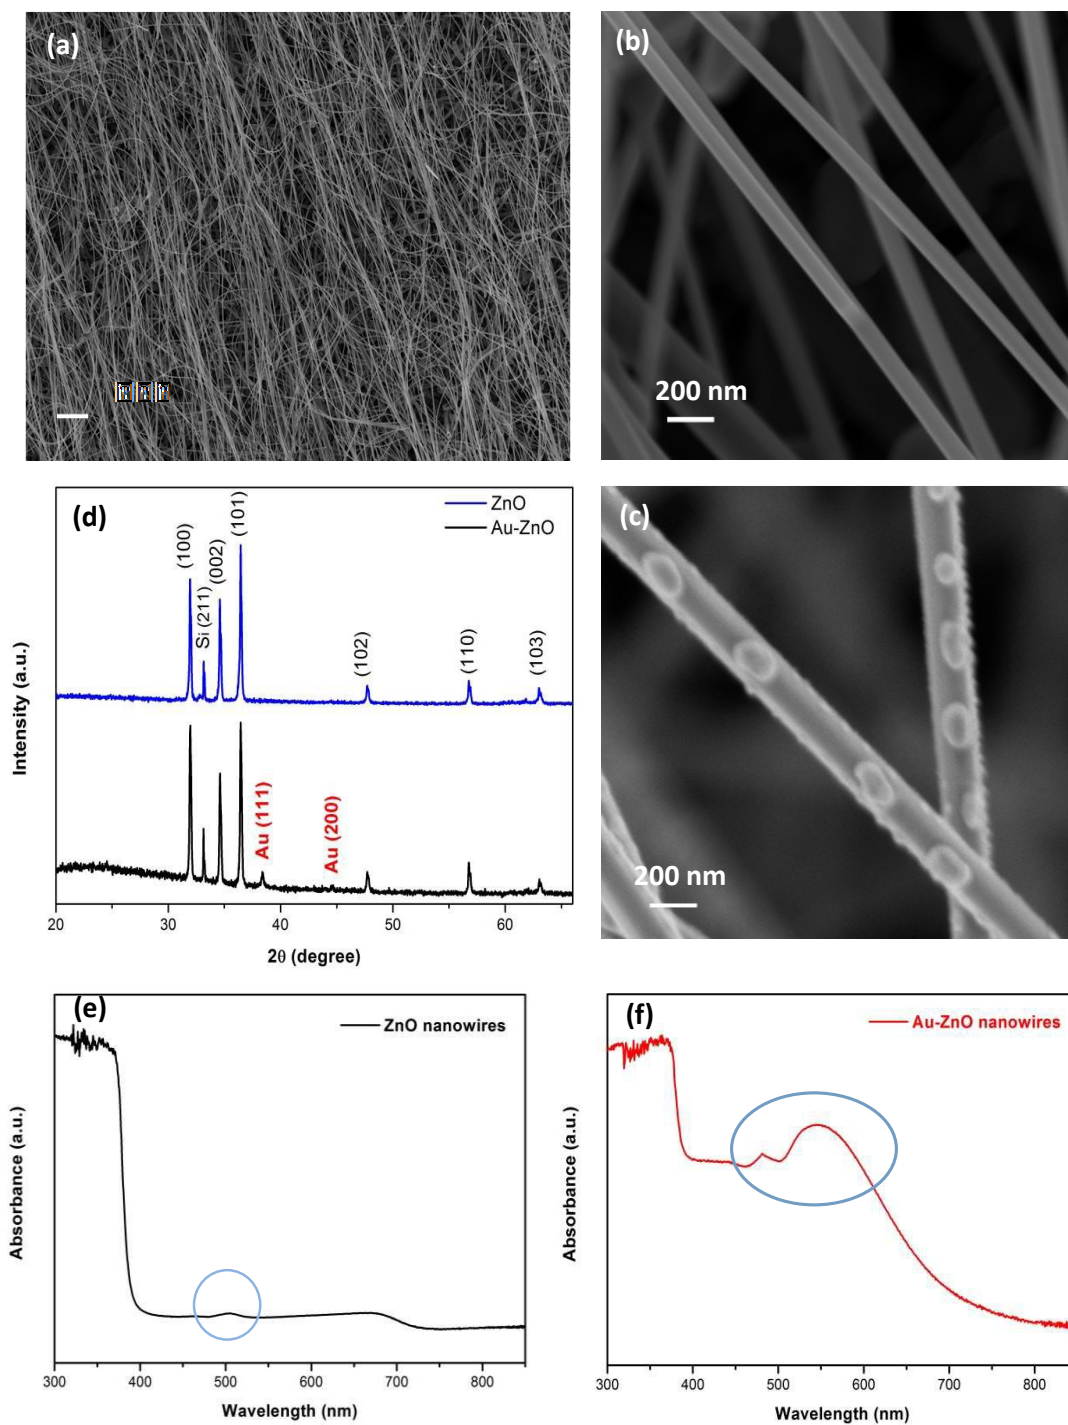 (a)
(b)
200 nm
(d)
ZnO
Au-ZnO
(100)
Si (211)
(002)
(101)
(102)
(110)
(103)
Au (111)
Au (200)
Intensity (a.u.)
20 30 40 50 60
2θ (degree)
(c)
200 nm
(e)
ZnO nanowires
Absorbance (a.u.)
300 400 500 600 700 800
Wavelength (nm)
(f)
Au-ZnO nanowires
Absorbance (a.u.)
300 400 500 600 700 800
Wavelength (nm)